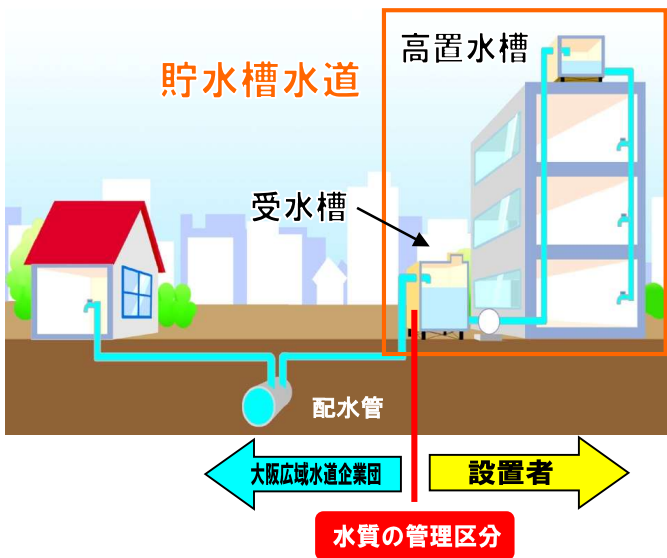 高置水槽
貯水槽水道
受水槽
配水管
大阪広域水道企業団
設置者
水質の管理区分